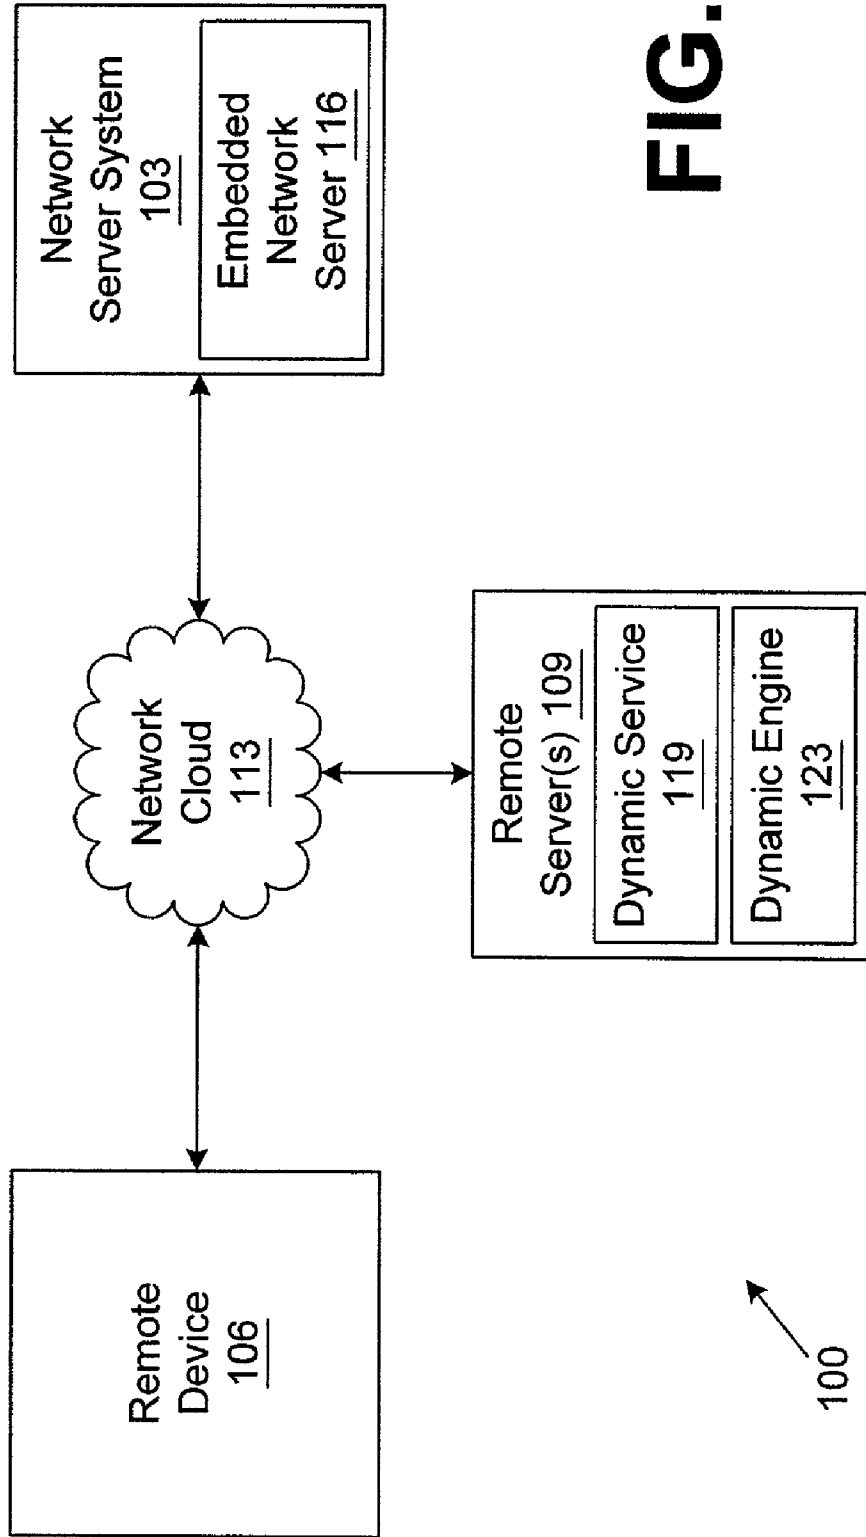 Remote
Device
106
Network
Cloud
113
Network
Server System
103
Embedded
Network
Server 116
Remote
Server(s) 109
Dynamic Service
119
Dynamic Engine
123
100
FIG.